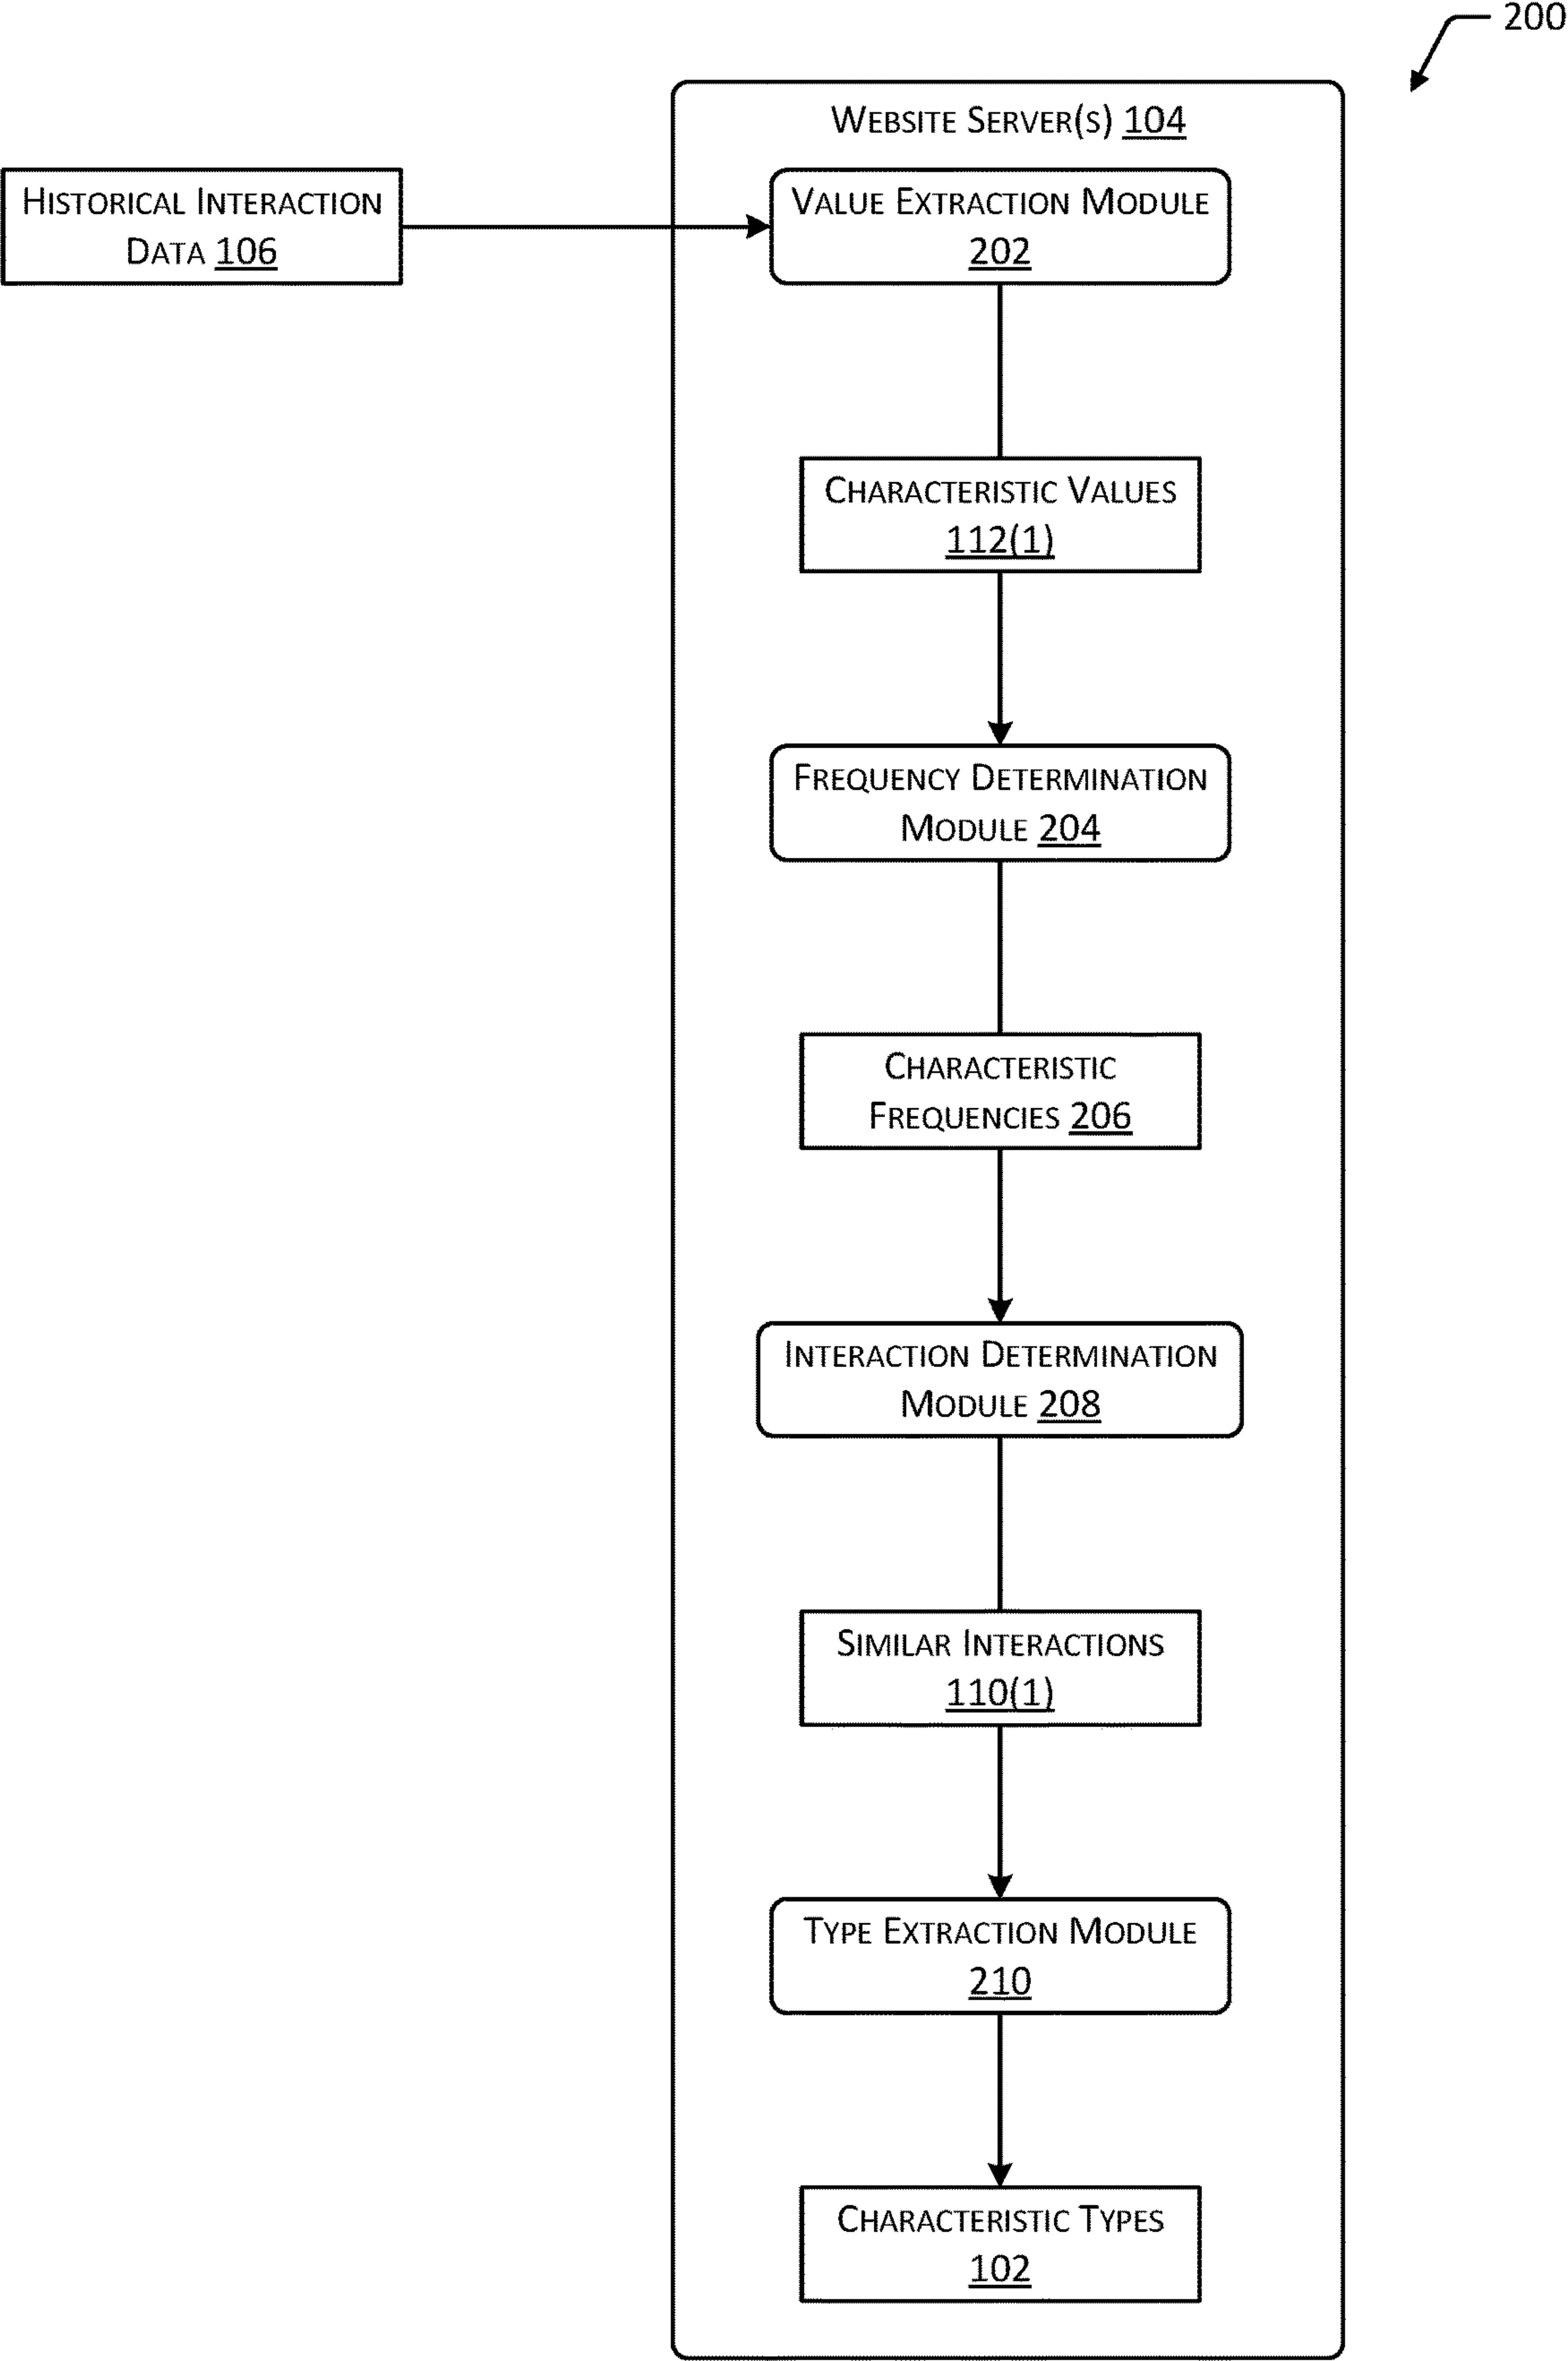 200
Website Server(s) 104
Historical Interaction
Data 106
Value Extraction Module
202
Characteristic Values
112(1)
Frequency Determination
Module 204
Characteristic
Frequencies 206
Interaction Determination
Module 208
Similar Interactions
110(1)
Type Extraction Module
210
Characteristic Types
102